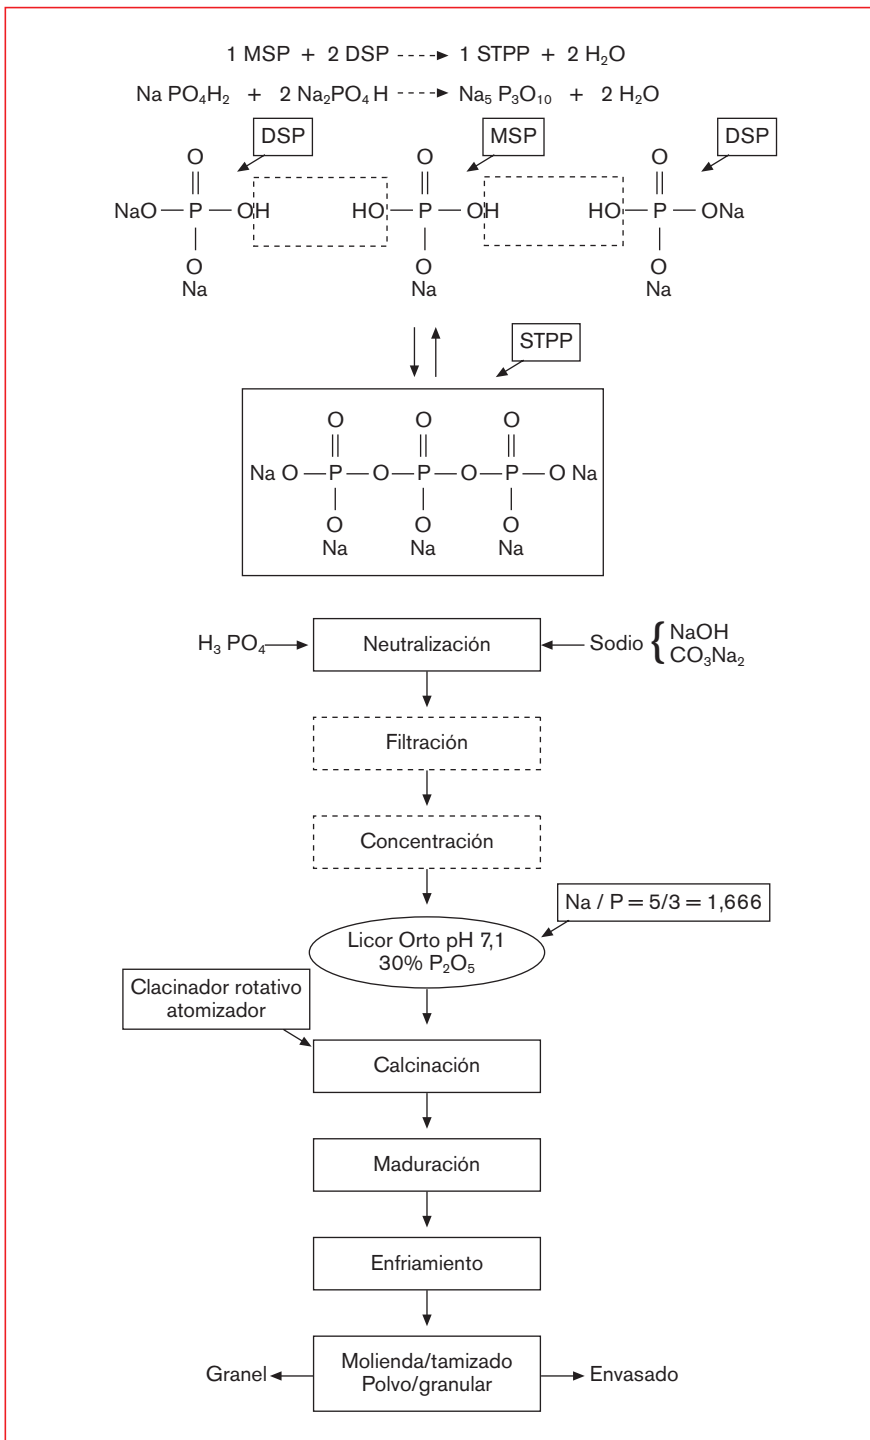 1 MSP + 2 DSP ----► 1 STPP + 2 H₂O
Na PO₄H₂ + 2 Na₂PO₄ H ----► Na₅ P₃O₁₀ + 2 H₂O
DSP MSP DSP
O O O
NaO — P — OH HO — P — OH HO — P — ONa
O O O
Na Na Na
STPP
O O O
Na O — P — O — P — O — P — O Na
O O O
Na Na Na
H₃ PO₄ Neutralización Sodio { NaOH
CO₃Na₂
Filtración
Concentración
Na / P = 5/3 = 1,666
Licor Orto pH 7,1
30% P₂O₅
Clacinador rotativo
atomizador
Calcinación
Maduración
Enfriamiento
Granel Molienda/tamizado Envasado
Polvo/granular